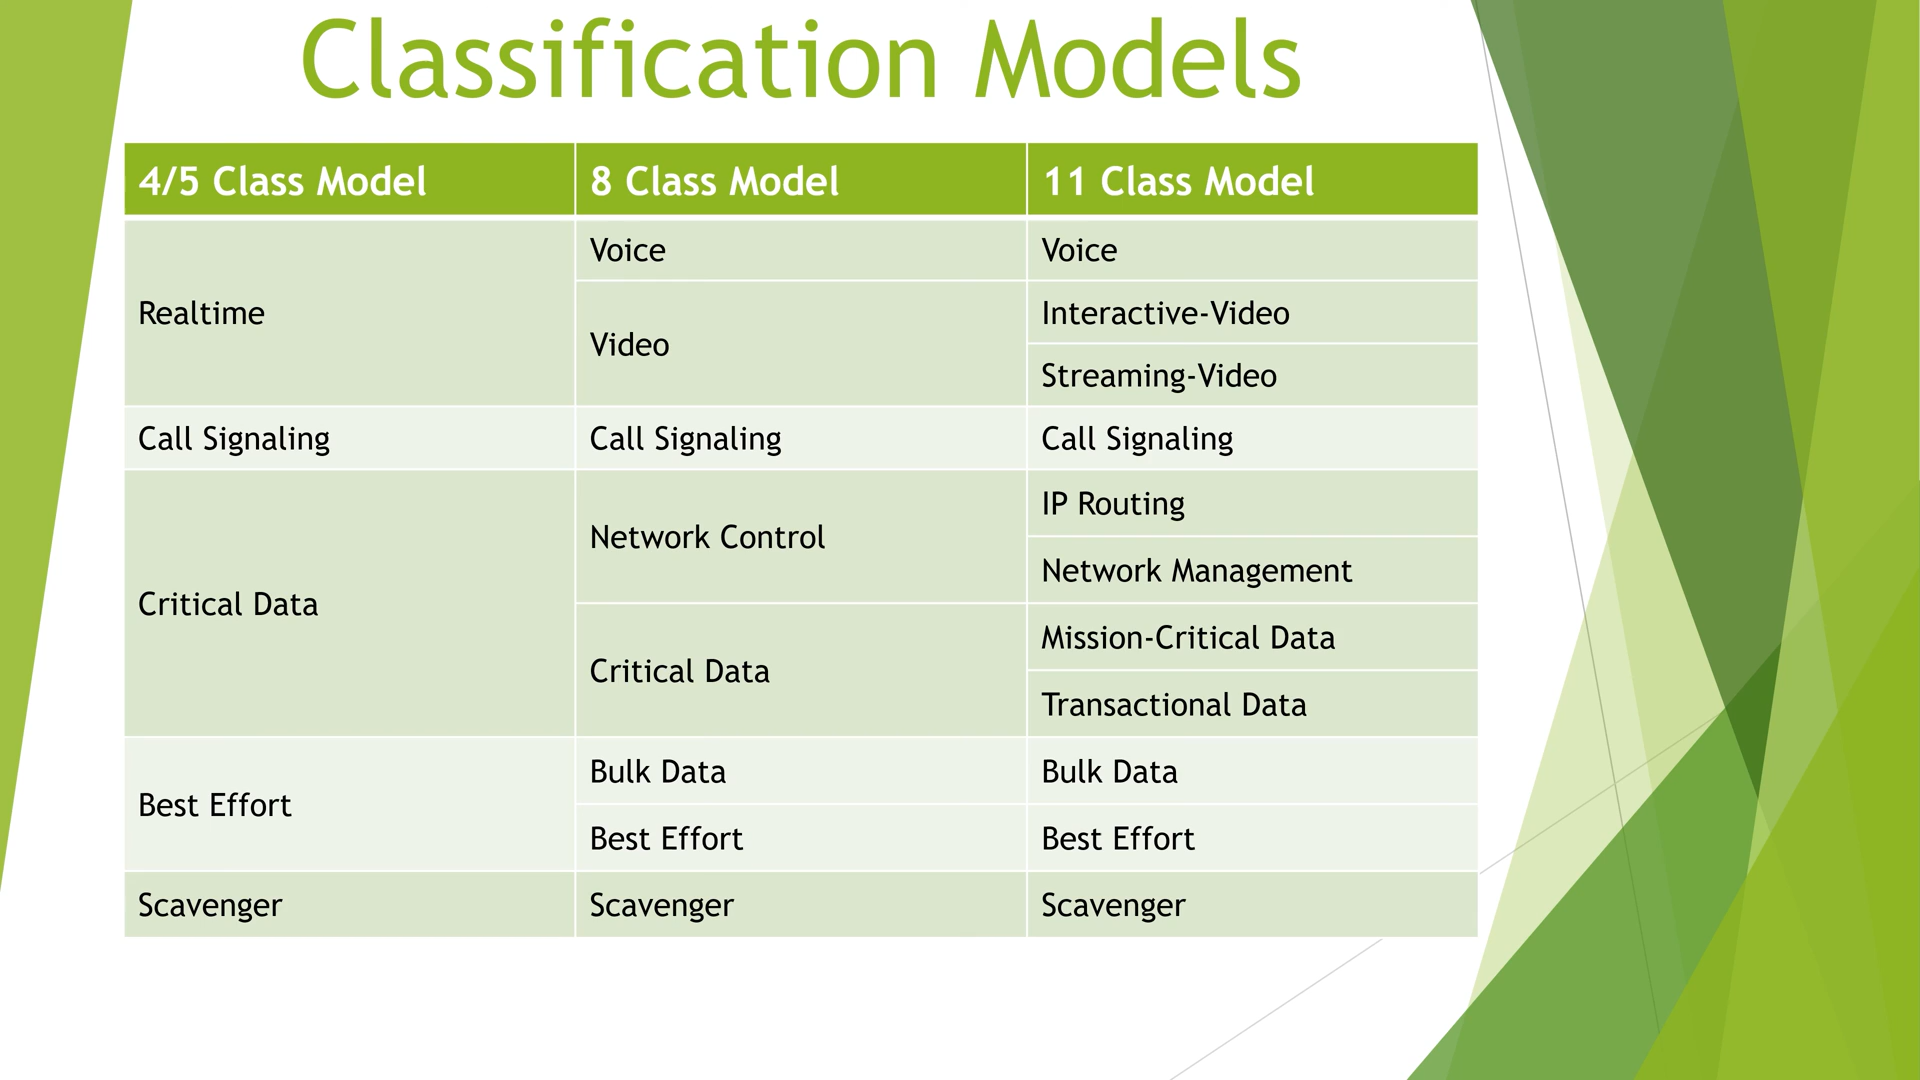 Classification Models
4/5 Class Model
8 Class Model
11 Class Model
Realtime
Voice
Voice
Video
Interactive-Video
Streaming-Video
Call Signaling
Call Signaling
Call Signaling
Critical Data
Network Control
IP Routing
Network Management
Critical Data
Mission-Critical Data
Transactional Data
Best Effort
Bulk Data
Bulk Data
Best Effort
Best Effort
Scavenger
Scavenger
Scavenger